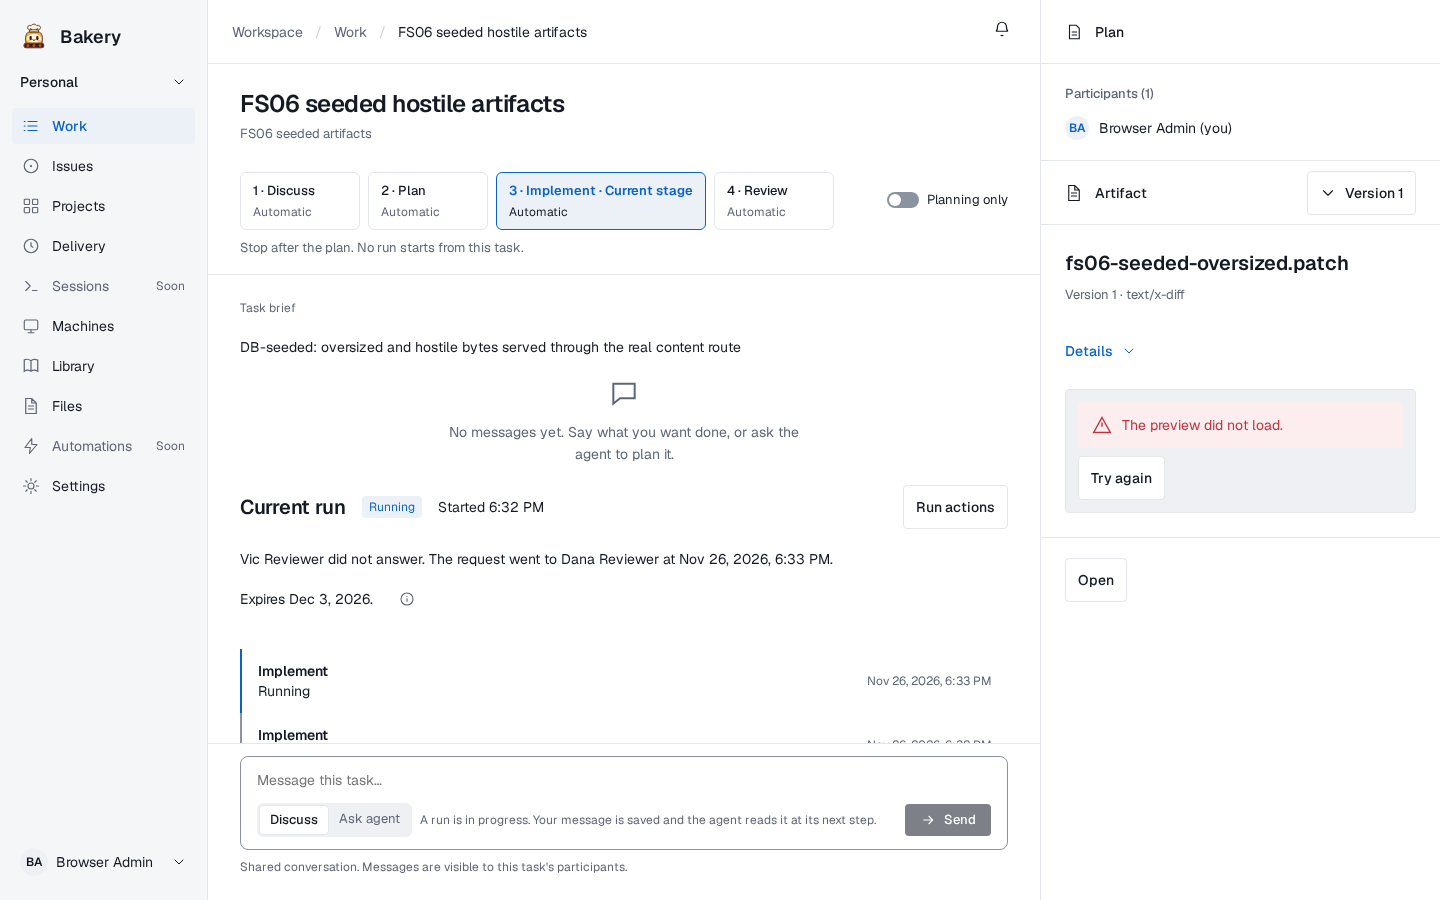 Bakery
Personal
Work
Issues
Projects
Delivery
Sessions Soon
Machines
Library
Files
Automations Soon
Settings
BA Browser Admin
Workspace / Work / FS06 seeded hostile artifacts
FS06 seeded hostile artifacts
FS06 seeded artifacts
1 · Discuss
Automatic
2 · Plan
Automatic
3 · Implement · Current stage
Automatic
4 · Review
Automatic
Planning only
Stop after the plan. No run starts from this task.
Task brief
DB-seeded: oversized and hostile bytes served through the real content route
No messages yet. Say what you want done, or ask the
agent to plan it.
Current run Running Started 6:32 PM Run actions
Vic Reviewer did not answer. The request went to Dana Reviewer at Nov 26, 2026, 6:33 PM.
Expires Dec 3, 2026.
Implement
Running
Nov 26, 2026, 6:33 PM
Implement
Message this task...
Discuss Ask agent A run is in progress. Your message is saved and the agent reads it at its next step. Send
Shared conversation. Messages are visible to this task's participants.
Plan
Participants (1)
BA Browser Admin (you)
Artifact Version 1
fs06-seeded-oversized.patch
Version 1 · text/x-diff
Details
The preview did not load.
Try again
Open